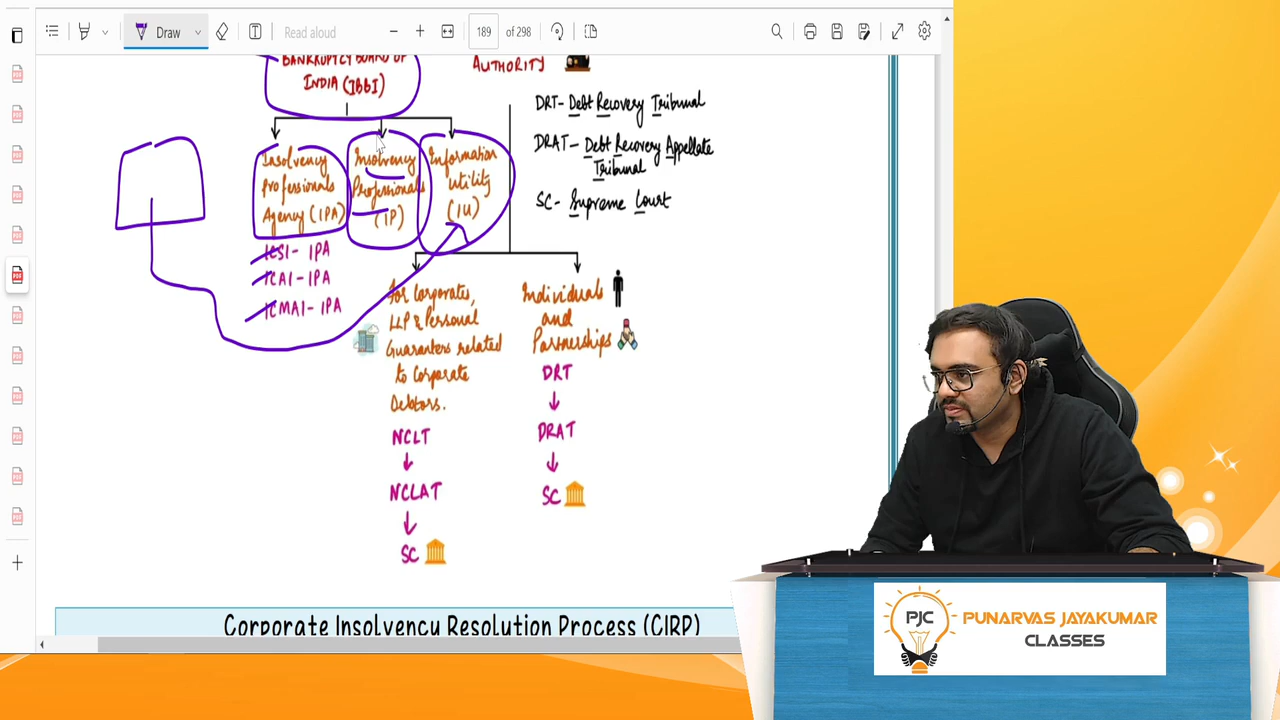 Draw
Read aloud
189
of 298
BANKRUPTCY BOARD OF
INDIA (IBBI)
AUTHORITY
DRT- Debt Recovery Tribunal
DRAT- Debt Recovery Appellate
Tribunal
SC- Supreme Court
Insolvency
Professionals
Agency (IPA)
Insolvency
Professionals
(IP)
Information
Utility
(IU)
ICSI- IPA
ICAI-IPA
ICMAI-IPA
For Corporate,
LLP & Personal
Guarantors related
to Corporate
Debtors.
NCLT
NCLAT
SC
Individuals
and
Partnerships
DRT
DRAT
SC
Corporate Insolvency Resolution Process (CIRP)
PJC
PUNARVAS JAYAKUMAR
CLASSES